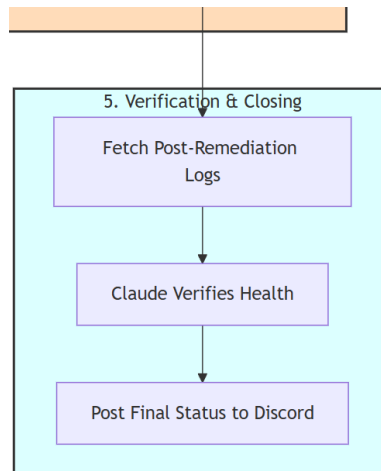 5. Verification & Closing
Fetch Post-Remediation
Logs
Claude Verifies Health
Post Final Status to Discord